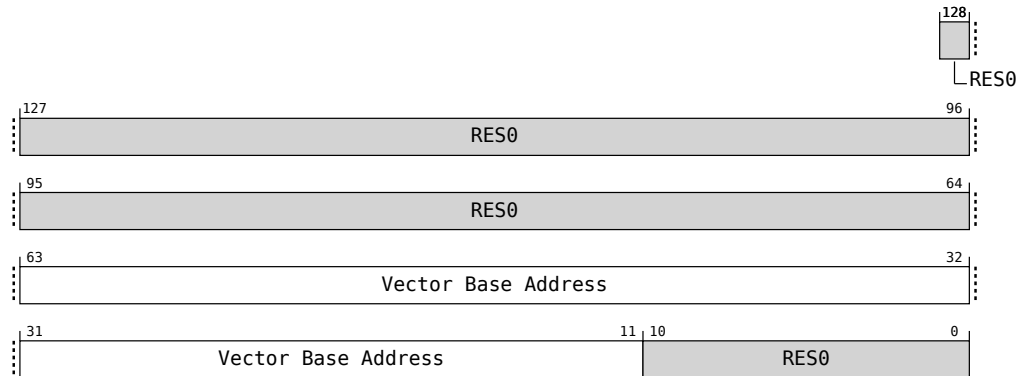 128
RES0
127 96
RES0
95 64
RES0
63 32
Vector Base Address
31 11 10 0
Vector Base Address RES0